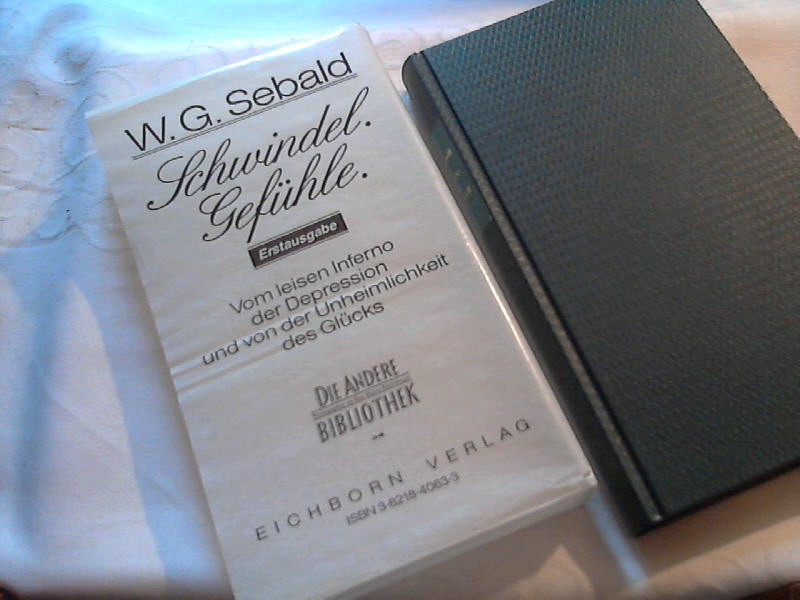 W. G. Sebald
Schwindel.
Gefühle.
Erstausgabe
Vom leisen Inferno
der Depression
und von der Unheimlichkeit
des Glücks
DIE ANDERE
BIBLIOTHEK
EICHBORN VERLAG
ISBN 3-8218-4063-3